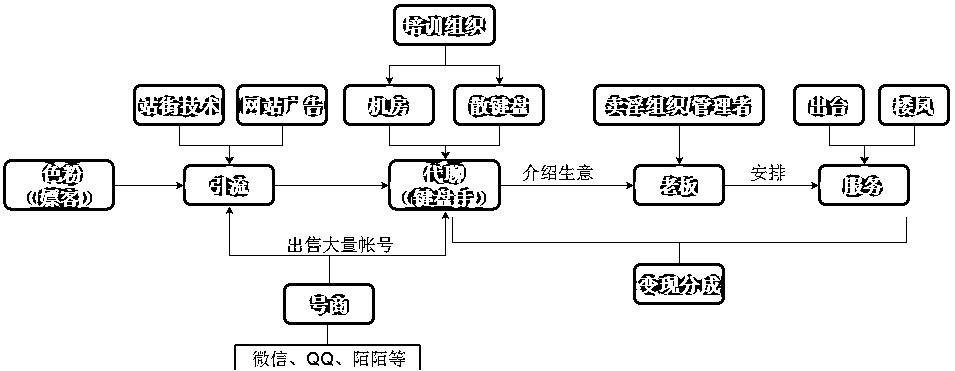 培训组织
站街技术
网站广告
机房
散键盘
卖淫组织/管理者
出台
楼凤
色粉
（嫖客）
引流
代聊
（键盘手）
介绍生意
老板
安排
服务
出售大量帐号
变现分成
号商
微信、QQ、陌陌等